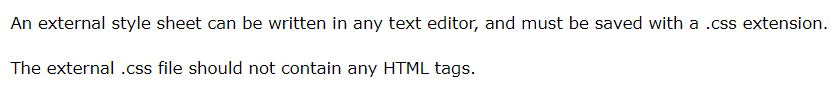 An external style sheet can be written in any text editor, and must be saved with a .css extension.
The external .css file should not contain any HTML tags.